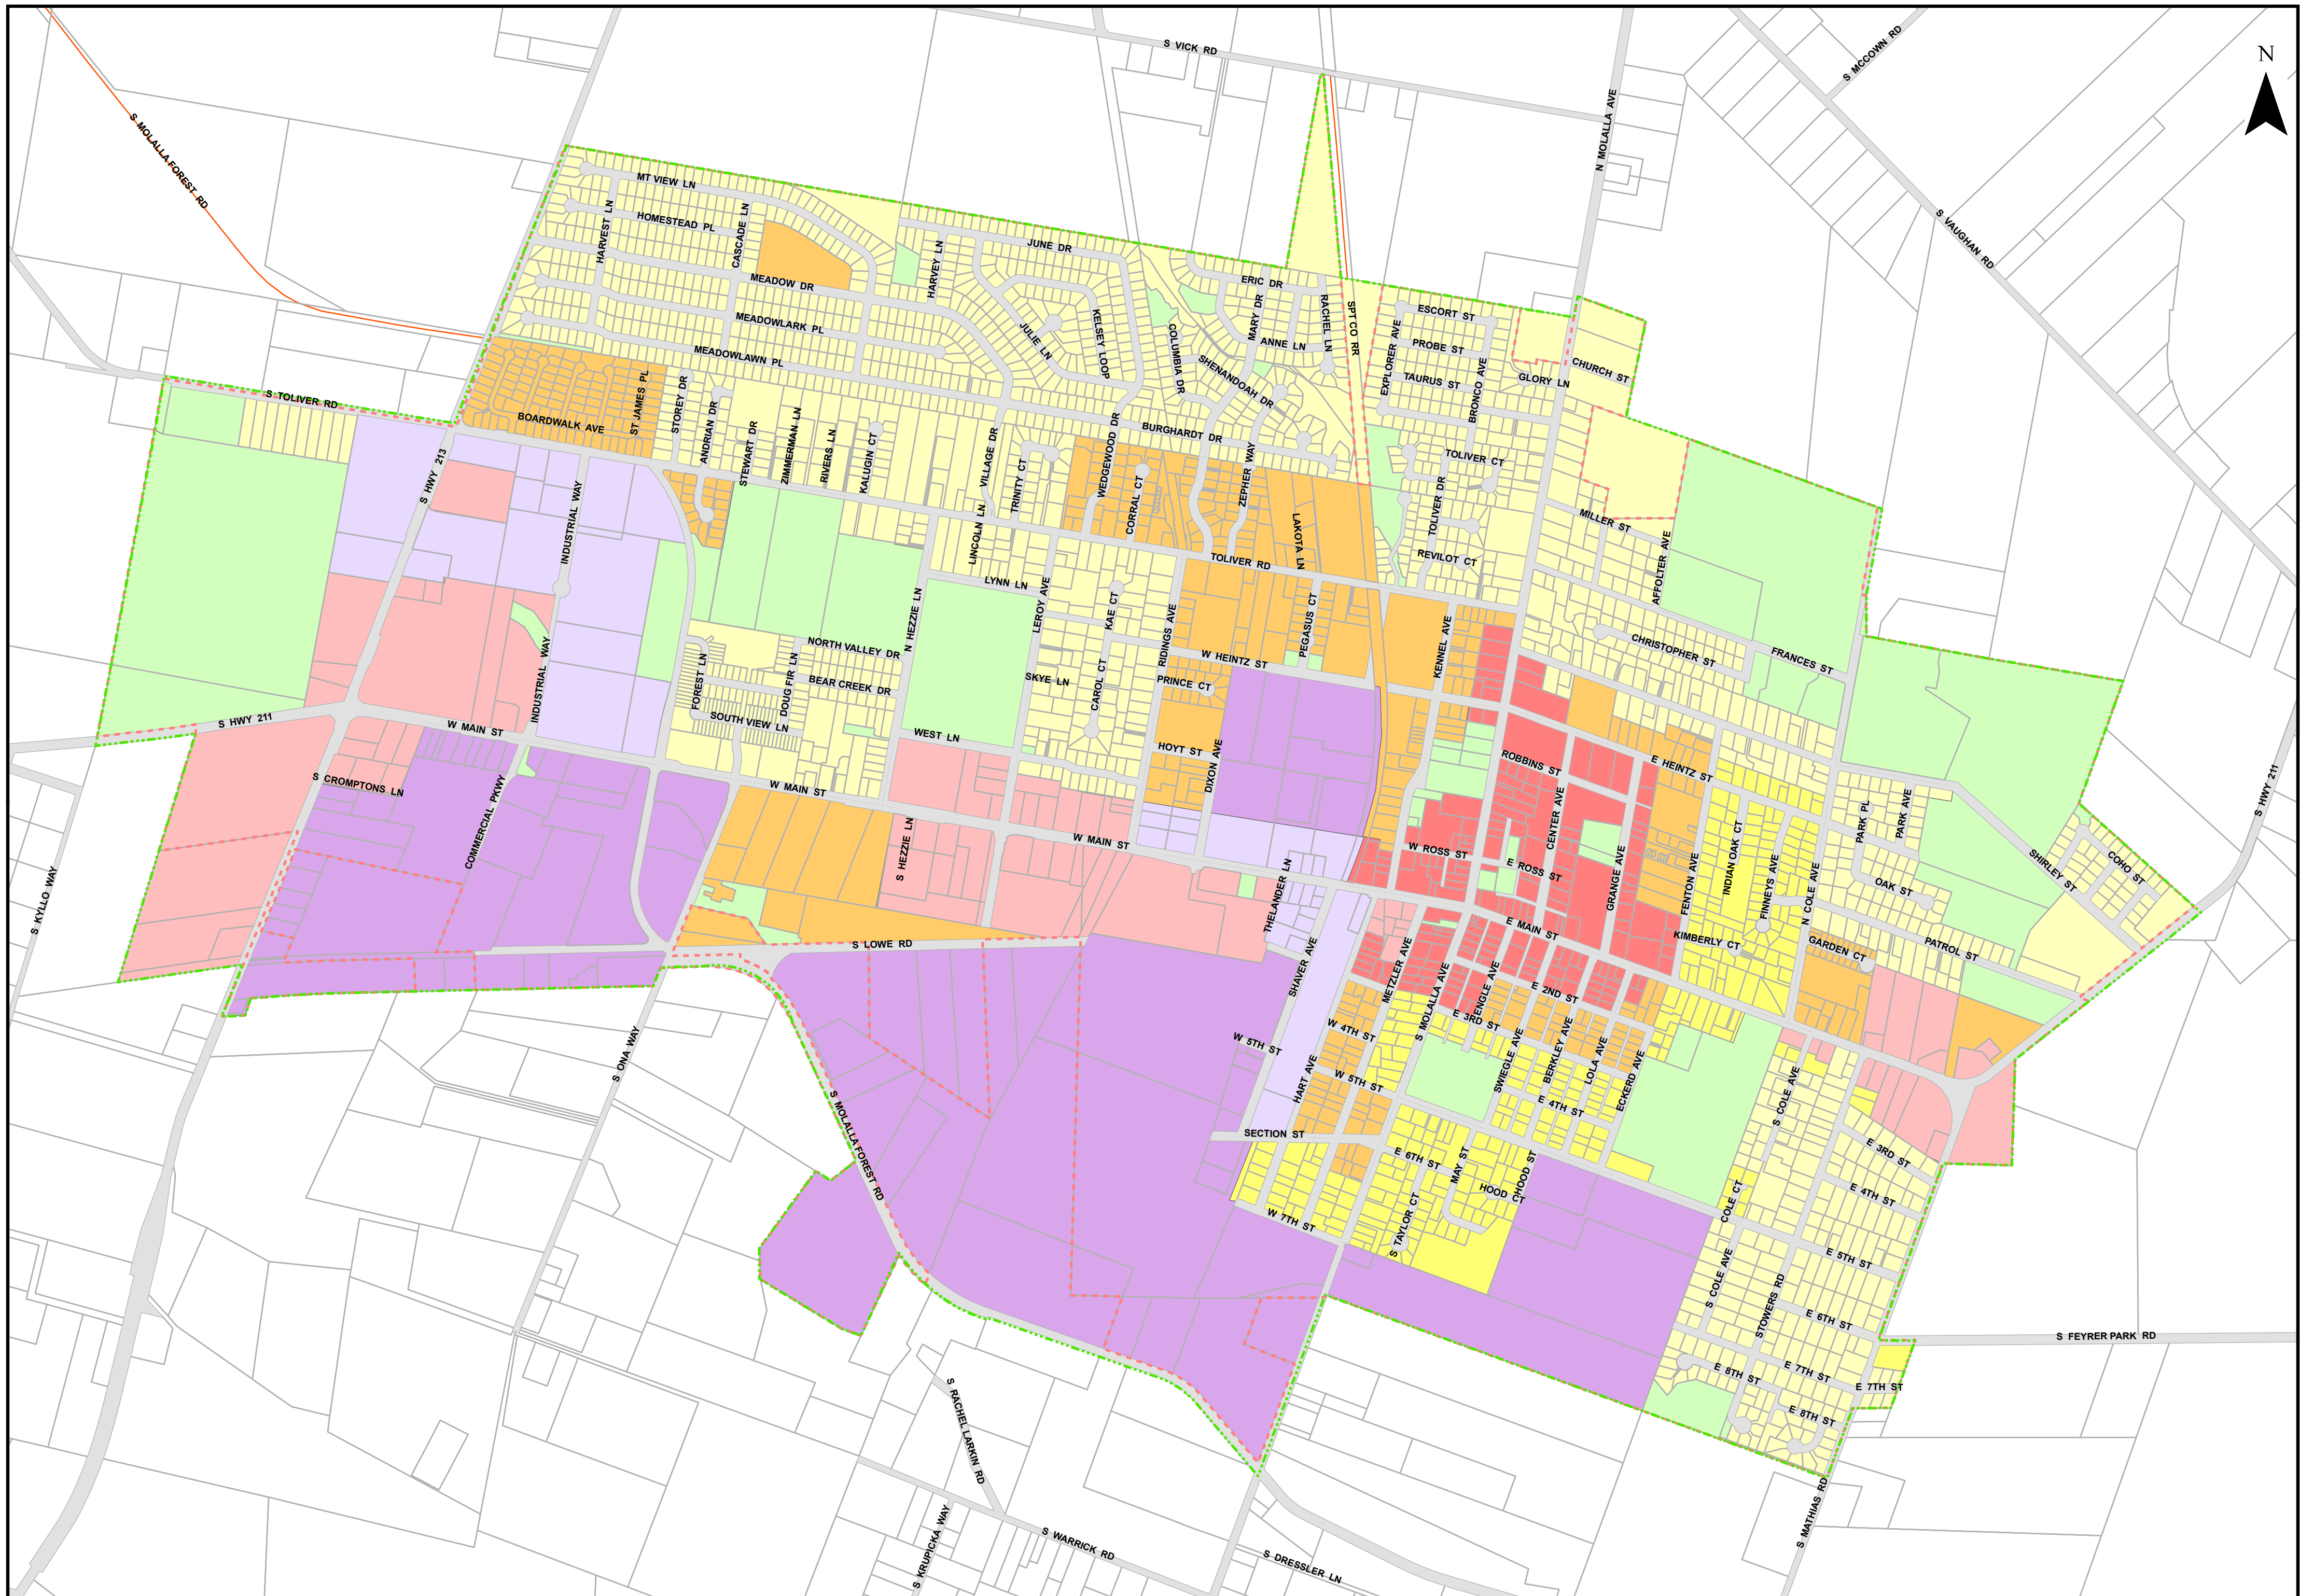 S VICK RD
S MCCOWN RD
N
S MOLALLA FOREST RD
N MOLALLA AVE
S VAUGHAN RD
MT VIEW LN
HOMESTEAD PL
HARVEST LN
CASCADE LN
HARVEY LN
JUNE DR
MEADOW DR
MEADOWLARK PL
MEADOWLAWN PL
JULIE LN
KELSEY LOOP
COLUMBIA DR
ERIC DR
MARY DR
ANNE LN
RACHEL LN
SPT CO RR
SHENANDOAH DR
EXPLORER AVE
ESCORT ST
PROBE ST
TAURUS ST
BRONCO AVE
GLORY LN
CHURCH ST
S TOLIVER RD
BOARDWALK AVE
ST JAMES PL
STOREY DR
ANDRIAN DR
STEWART DR
ZIMMERMAN LN
RIVERS LN
KALUGIN CT
VILLAGE DR
TRINITY CT
LINCOLN LN
WEDGEWOOD DR
CORRAL CT
BURGHARDT DR
ZEPHER WAY
LAKOTA LN
TOLIVER CT
TOLIVER DR
REVILOT CT
MILLER ST
AFFOLTER AVE
S HWY 213
INDUSTRIAL WAY
INDUSTRIAL WAY
TOLIVER RD
LYNN LN
LEROY AVE
KAE CT
RIDINGS AVE
PEGASUS CT
KENNEL AVE
W HEINTZ ST
CHRISTOPHER ST
FRANCES ST
N HEZZIE LN
NORTH VALLEY DR
BEAR CREEK DR
FOREST LN
DOUG FIR LN
SOUTH VIEW LN
SKYE LN
CAROL CT
PRINCE CT
HOYT ST
DIXON AVE
WEST LN
S HWY 211
W MAIN ST
S CROMPTONS LN
COMMERCIAL PKWY
W MAIN ST
S HEZZIE LN
W MAIN ST
ROBBINS ST
E HEINTZ ST
CENTER AVE
W ROSS ST
E ROSS ST
GRANGE AVE
FENTON AVE
INDIAN OAK CT
FINNEYS AVE
N COLE AVE
PARK PL
PARK AVE
OAK ST
SHIRLEY ST
COHO ST
S HWY 211
S KYLLO WAY
S LOWE RD
THELANDER LN
SHAVER AVE
METZLER AVE
S MOLALLA AVE
ENGLE AVE
E MAIN ST
KIMBERLY CT
GARDEN CT
PATROL ST
E 2ND ST
E 3RD ST
W 4TH ST
W 5TH ST
W 5TH ST
HART AVE
SWIEGLE AVE
BERKLEY AVE
LOLA AVE
ECKERD AVE
E 4TH ST
S COLE AVE
S ONA WAY
S MOLALLA FOREST RD
SECTION ST
E 6TH ST
MAY ST
HOOD ST
HOOD CT
S TAYLOR CT
W 7TH ST
COLE CT
E 3RD ST
E 4TH ST
E 5TH ST
S COLE AVE
STOWERS RD
E 6TH ST
S FEYRER PARK RD
E 7TH ST
E 8TH ST
E 7TH ST
E 8TH ST
S RACHEL LARKIN RD
S KRUPICKA WAY
S WARRICK RD
S DRESSLER LN
S MATHIAS RD